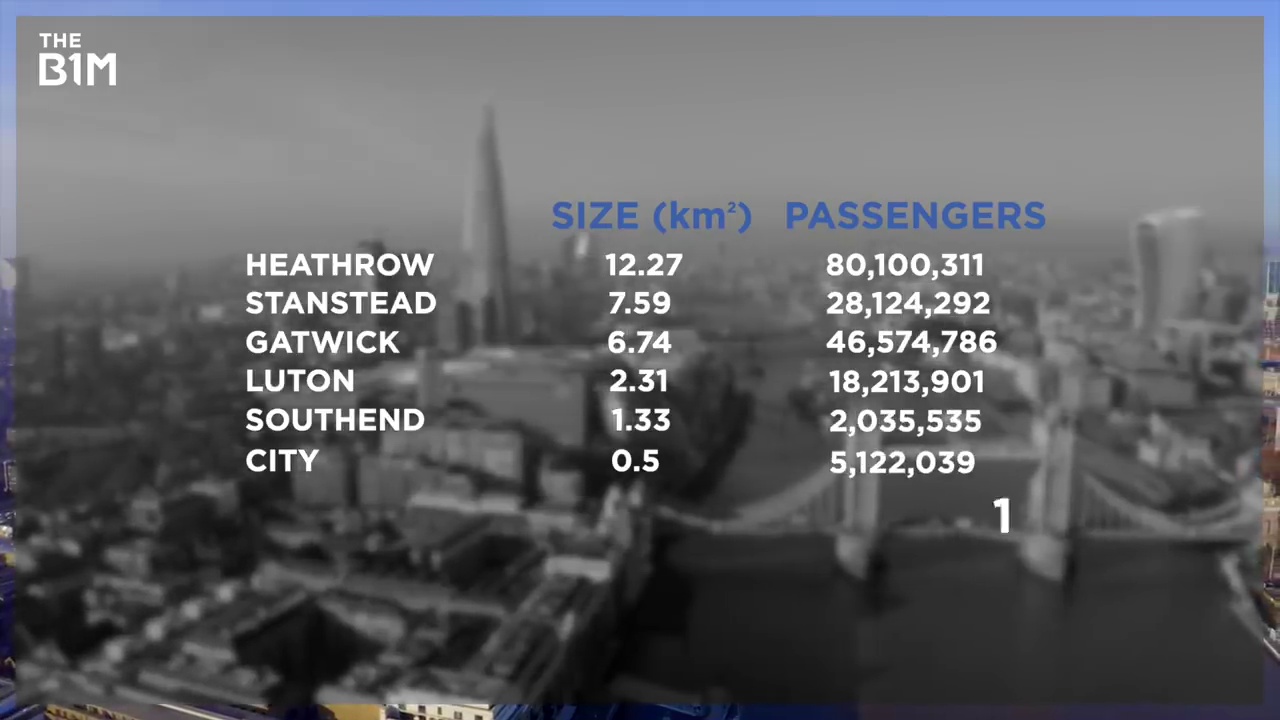 THE
B1M
SIZE (km²) PASSENGERS
HEATHROW 12.27 80,100,311
STANSTEAD 7.59 28,124,292
GATWICK 6.74 46,574,786
LUTON 2.31 18,213,901
SOUTHEND 1.33 2,035,535
CITY 0.5 5,122,039
1